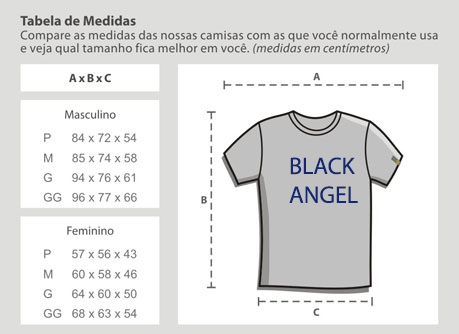 Tabela de Medidas
Compare as medidas das nossas camisas com as que você normalmente usa
e veja qual tamanho fica melhor em você. (medidas em centímetros)
A x B x C
Masculino
P 84 x 72 x 54
M 85 x 74 x 58
G 94 x 76 x 61
GG 96 x 77 x 66
Feminino
P 57 x 56 x 43
M 60 x 58 x 46
G 64 x 60 x 50
GG 68 x 63 x 54
A
B
BLACK
ANGEL
C